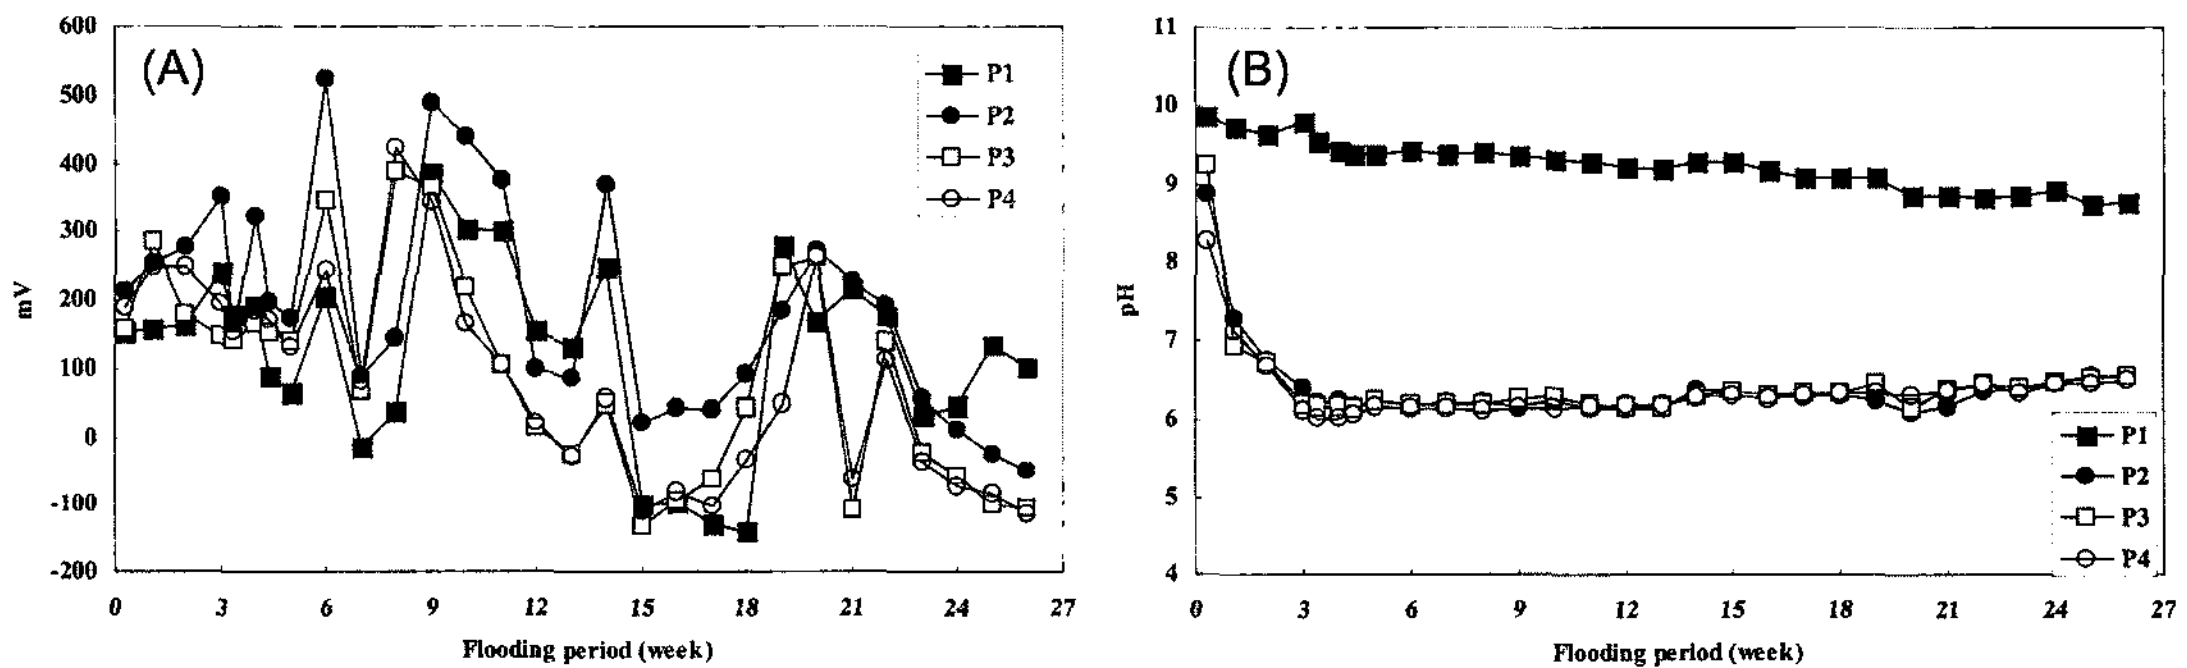 (A)
600
500
400
300
200
100
0
-100
-200
mV
0 3 6 9 12 15 18 21 24 27
Flooding period (week)
P1
P2
P3
P4
(B)
11
10
9
8
7
6
5
4
pH
0 3 6 9 12 15 18 21 24 27
Flooding period (week)
P1
P2
P3
P4